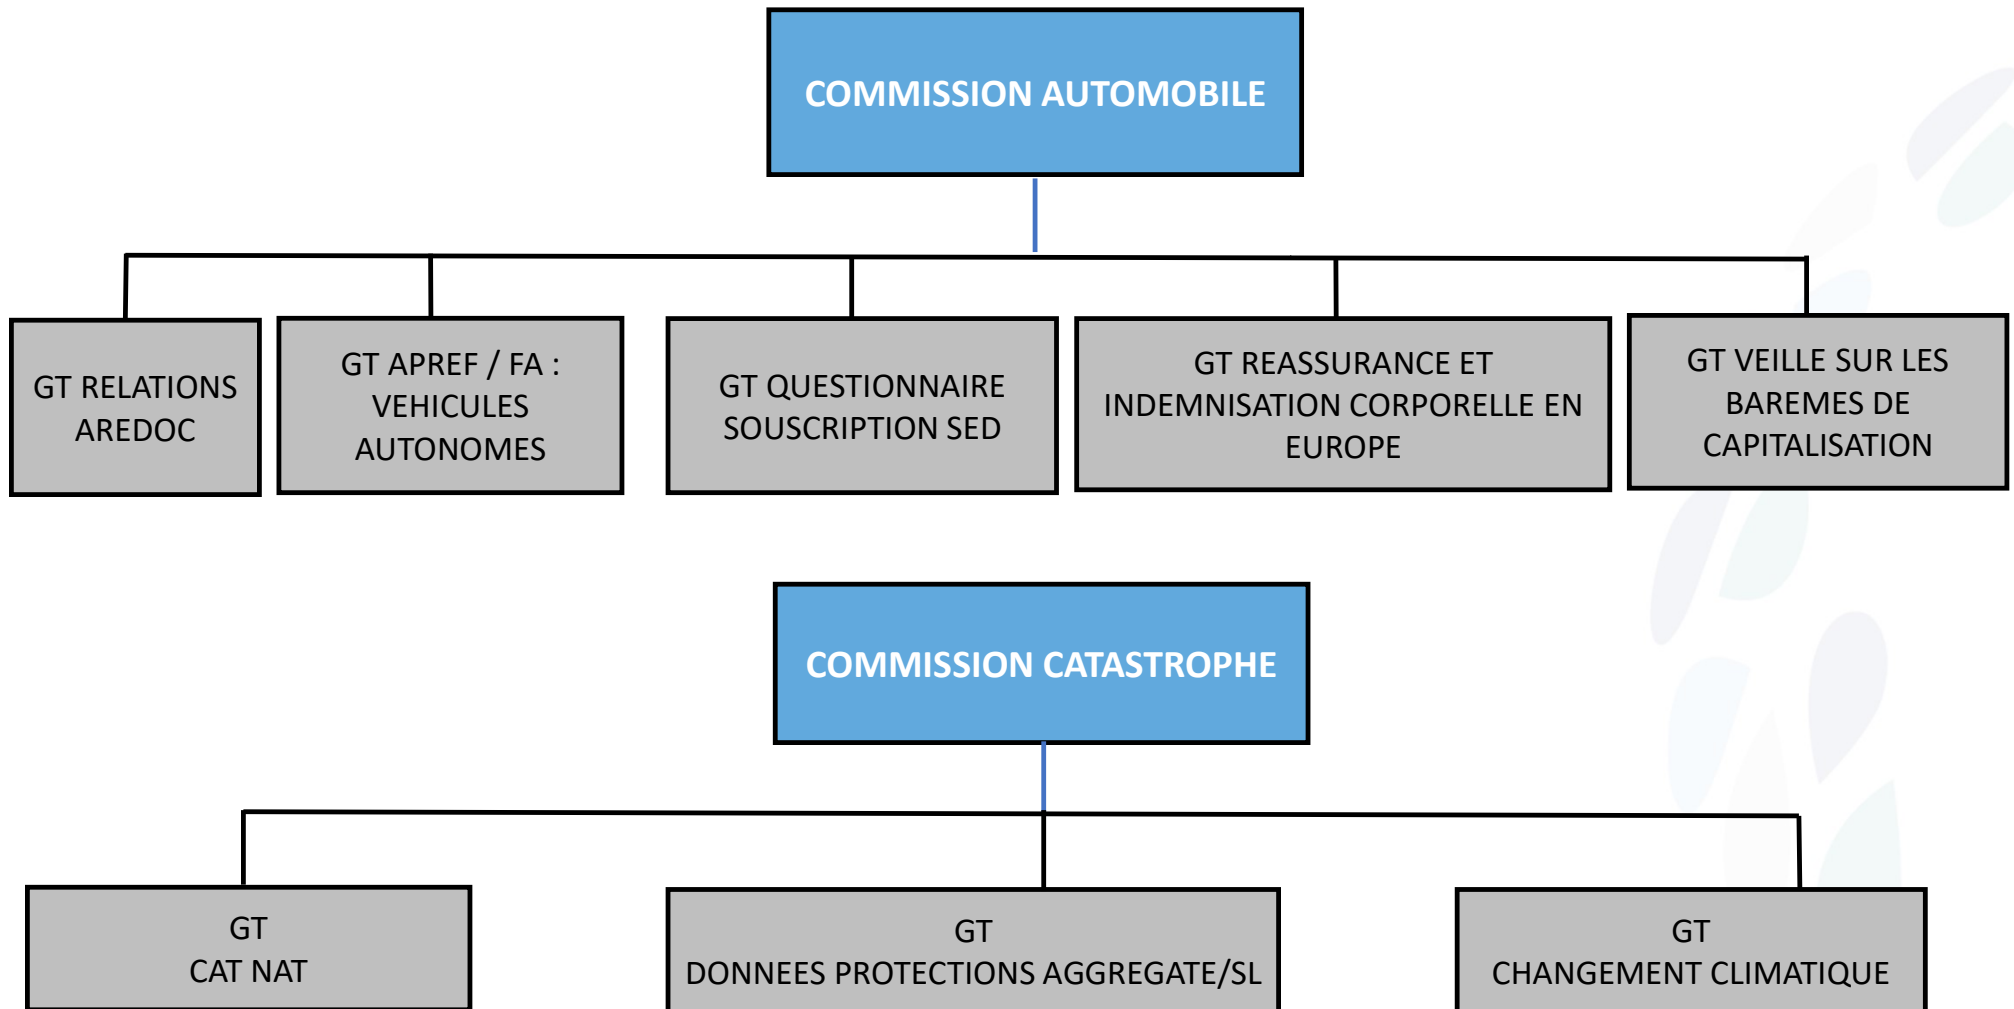 COMMISSION AUTOMOBILE
GT RELATIONS
AREDOC
GT APREF / FA :
VEHICULES
AUTONOMES
GT QUESTIONNAIRE
SOUSCRIPTION SED
GT REASSURANCE ET
INDEMNISATION CORPORELLE EN
EUROPE
GT VEILLE SUR LES
BAREMES DE
CAPITALISATION
COMMISSION CATASTROPHE
GT
CAT NAT
GT
DONNEES PROTECTIONS AGGREGATE/SL
GT
CHANGEMENT CLIMATIQUE